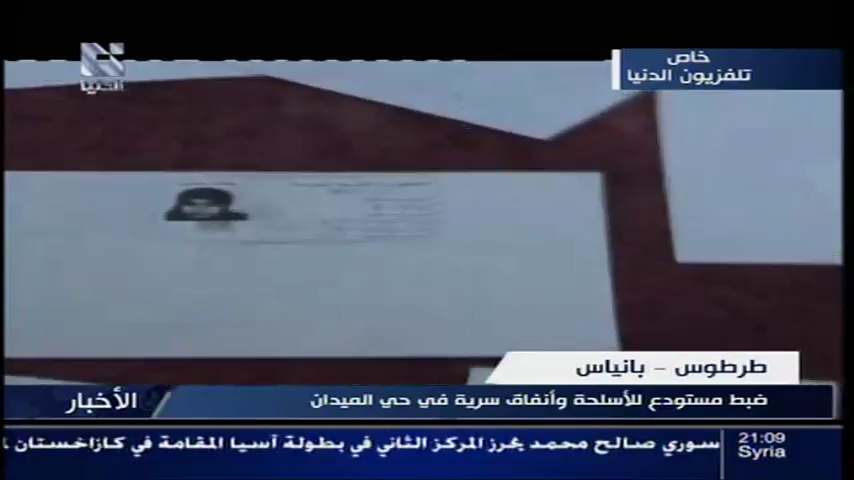 الدنيا
خاص
تلفزيون الدنيا
طرطوس - بانياس
ضبط مستودع للأسلحة وأنفاق سرية في حي الميدان
الأخبار
سوري صالح محمد يحرز المركز الثاني في بطولة آسيا المقامة في كازاخستان
21:09
Syria